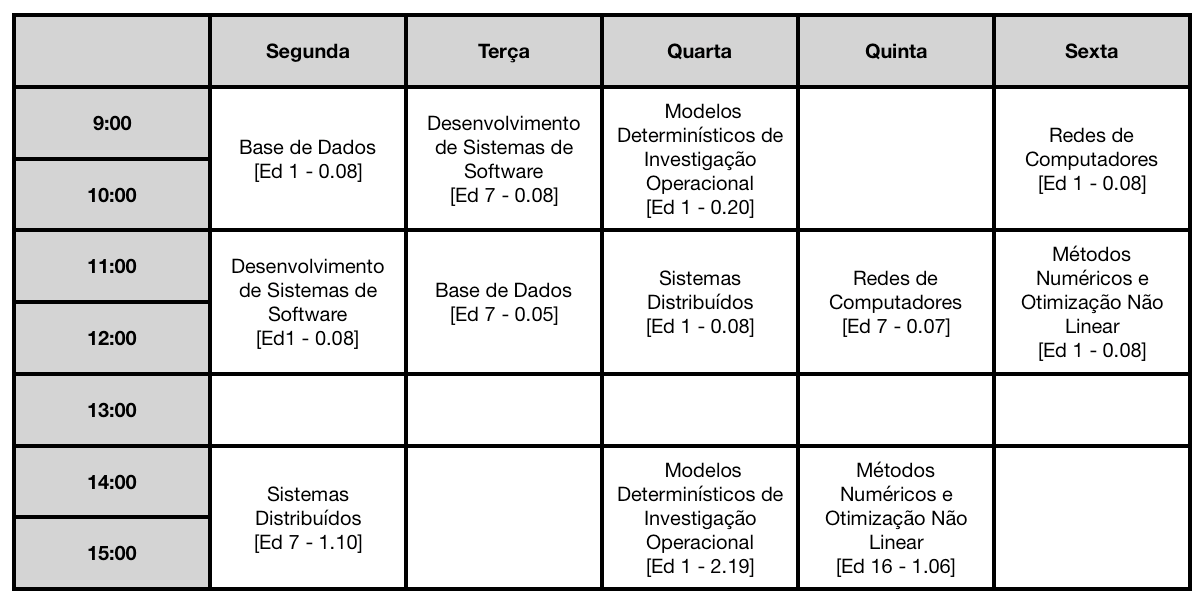 Segunda
Terça
Quarta
Quinta
Sexta
9:00
10:00
Base de Dados
[Ed 1 - 0.08]
Desenvolvimento
de Sistemas de
Software
[Ed 7 - 0.08]
Modelos
Determinísticos de
Investigação
Operacional
[Ed 1 - 0.20]
Redes de
Computadores
[Ed 1 - 0.08]
11:00
12:00
Desenvolvimento
de Sistemas de
Software
[Ed1 - 0.08]
Base de Dados
[Ed 7 - 0.05]
Sistemas
Distribuídos
[Ed 1 - 0.08]
Redes de
Computadores
[Ed 7 - 0.07]
Métodos
Numéricos e
Otimização Não
Linear
[Ed 1 - 0.08]
13:00
14:00
15:00
Sistemas
Distribuídos
[Ed 7 - 1.10]
Modelos
Determinísticos de
Investigação
Operacional
[Ed 1 - 2.19]
Métodos
Numéricos e
Otimização Não
Linear
[Ed 16 - 1.06]